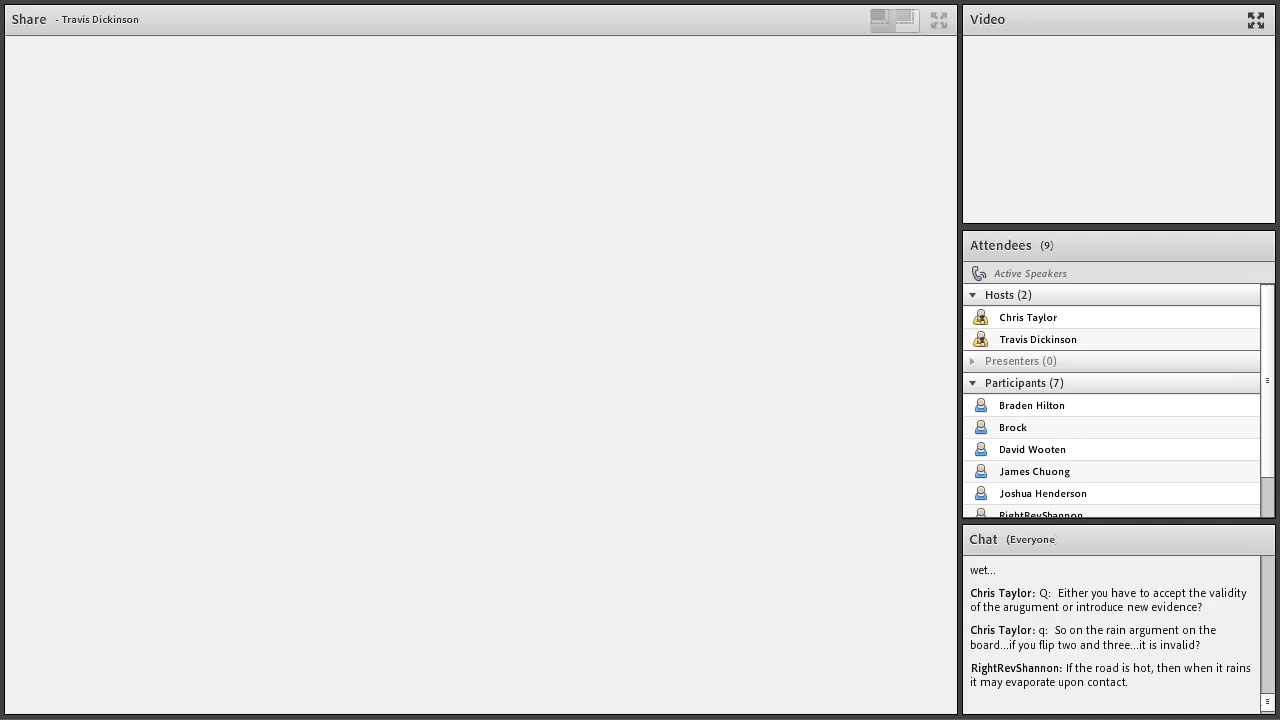 Share - Travis Dickinson
Video
Attendees (9)
Active Speakers
Hosts (2)
Chris Taylor
Travis Dickinson
Presenters (0)
Participants (7)
Braden Hilton
Brock
David Wooten
James Chuong
Joshua Henderson
RightRevShannon
Chat (Everyone
wet...
Chris Taylor: Q: Either you have to accept the validity
of the arugument or introduce new evidence?
Chris Taylor: q: So on the rain argument on the
board...if you flip two and three...it is invalid?
RightRevShannon: If the road is hot, then when it rains
it may evaporate upon contact.